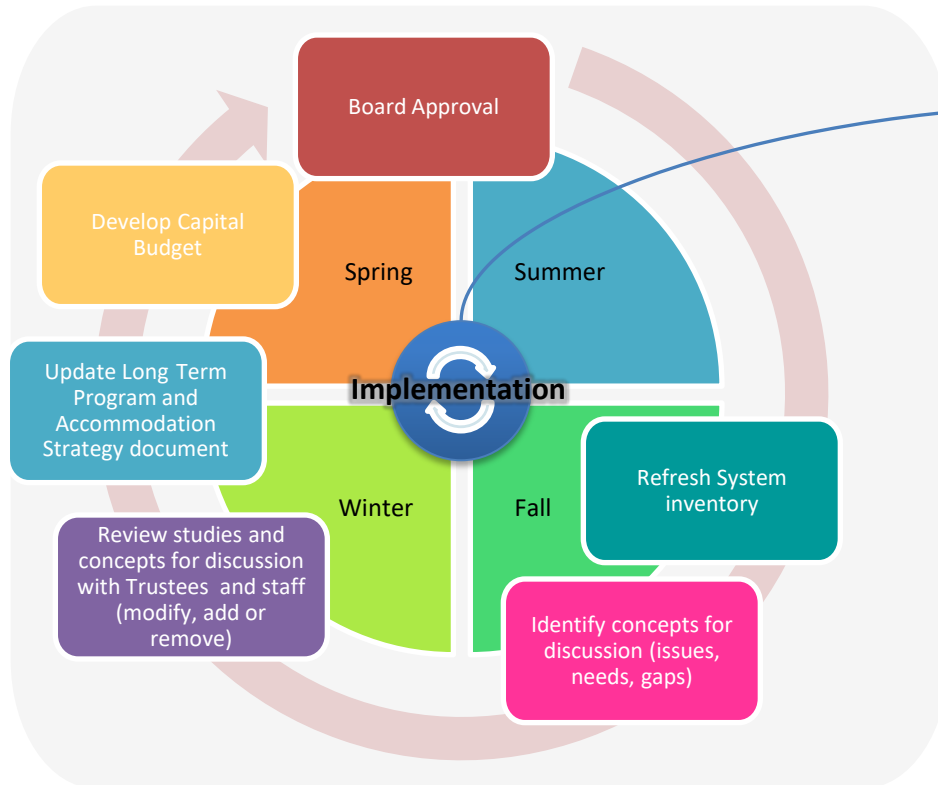 Board Approval
Develop Capital
Budget
Spring
Summer
Update Long Term
Program and
Accommodation
Strategy document
Implementation
Refresh System
inventory
Winter
Fall
Review studies and
concepts for discussion
with Trustees and staff
(modify, add or
remove)
Identify concepts for
discussion (issues,
needs, gaps)